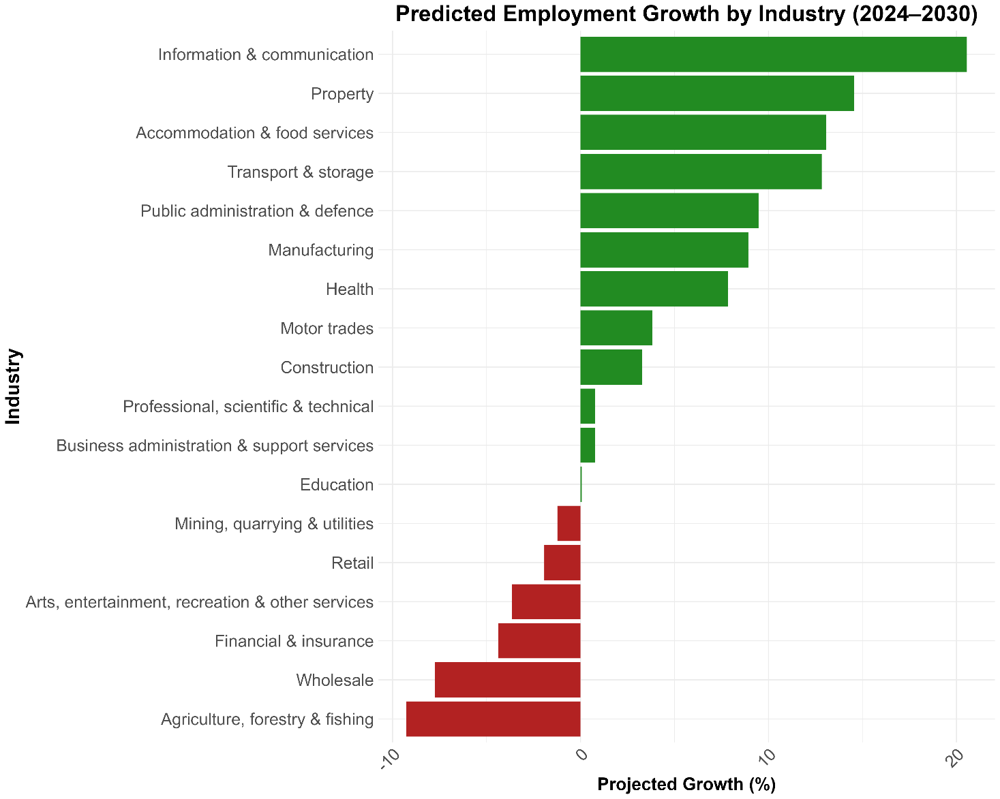 Predicted Employment Growth by Industry (2024–2030)
Information & communication
Property
Accommodation & food services
Transport & storage
Public administration & defence
Manufacturing
Health
Motor trades
Construction
Professional, scientific & technical
Business administration & support services
Education
Mining, quarrying & utilities
Retail
Arts, entertainment, recreation & other services
Financial & insurance
Wholesale
Agriculture, forestry & fishing
Industry
-10
0
10
20
Projected Growth (%)